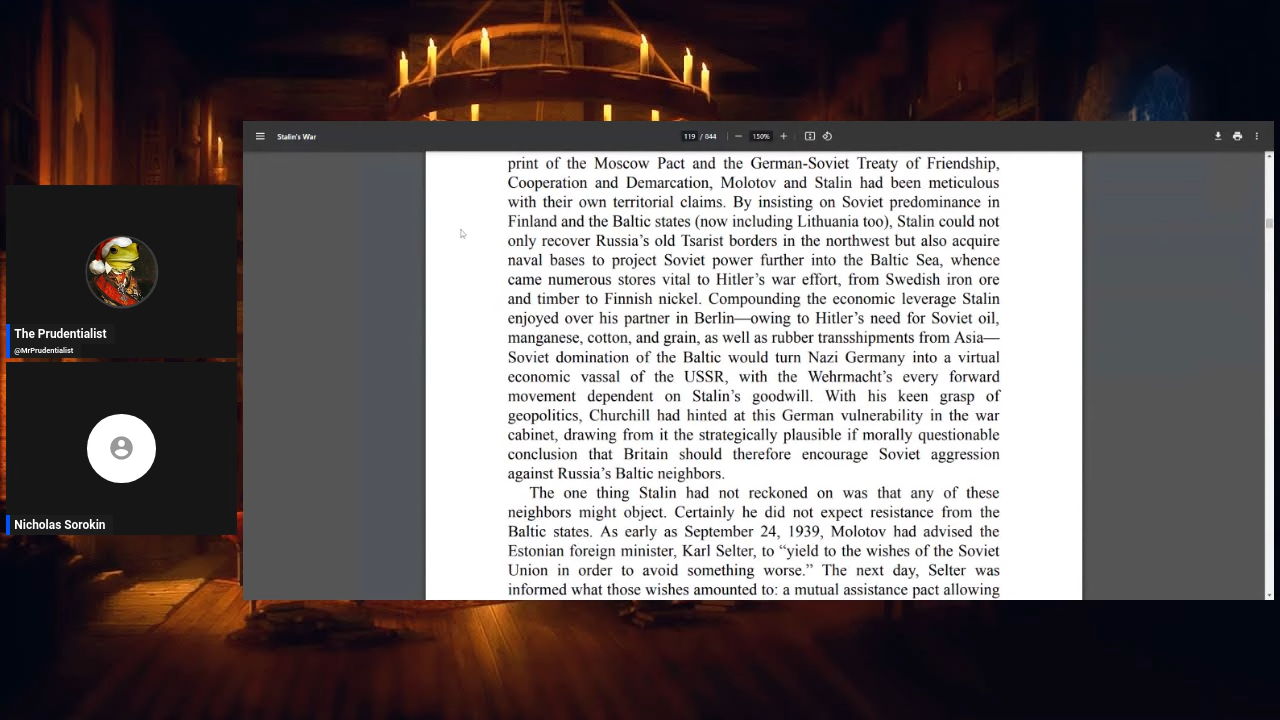 Stalin's War
119 / 844
150%
print of the Moscow Pact and the German-Soviet Treaty of Friendship,
Cooperation and Demarcation, Molotov and Stalin had been meticulous
with their own territorial claims. By insisting on Soviet predominance in
Finland and the Baltic states (now including Lithuania too), Stalin could not
only recover Russia's old Tsarist borders in the northwest but also acquire
naval bases to project Soviet power further into the Baltic Sea, whence
came numerous stores vital to Hitler's war effort, from Swedish iron ore
and timber to Finnish nickel. Compounding the economic leverage Stalin
enjoyed over his partner in Berlin—owing to Hitler's need for Soviet oil,
manganese, cotton, and grain, as well as rubber transshipments from Asia—
Soviet domination of the Baltic would turn Nazi Germany into a virtual
economic vassal of the USSR, with the Wehrmacht's every forward
movement dependent on Stalin's goodwill. With his keen grasp of
geopolitics, Churchill had hinted at this German vulnerability in the war
cabinet, drawing from it the strategically plausible if morally questionable
conclusion that Britain should therefore encourage Soviet aggression
against Russia's Baltic neighbors.
The one thing Stalin had not reckoned on was that any of these
neighbors might object. Certainly he did not expect resistance from the
Baltic states. As early as September 24, 1939, Molotov had advised the
Estonian foreign minister, Karl Selter, to “yield to the wishes of the Soviet
Union in order to avoid something worse.” The next day, Selter was
informed what those wishes amounted to: a mutual assistance pact allowing
The Prudentialist
@MrPrudentialist
Nicholas Sorokin